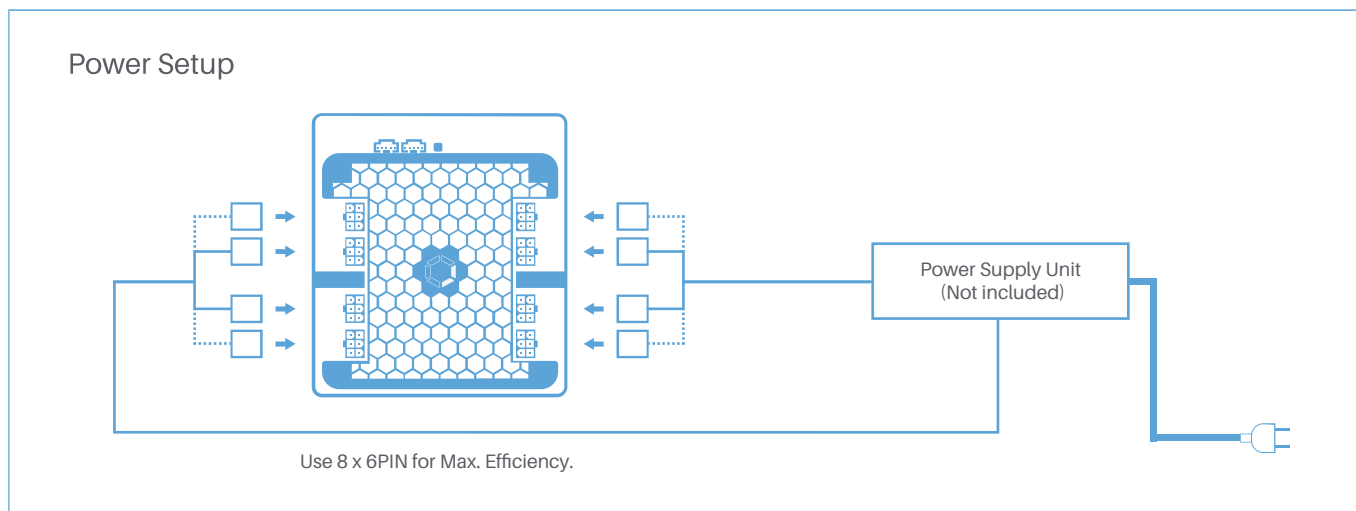 Power Setup
Power Supply Unit
(Not included)
Use 8 x 6PIN for Max. Efficiency.